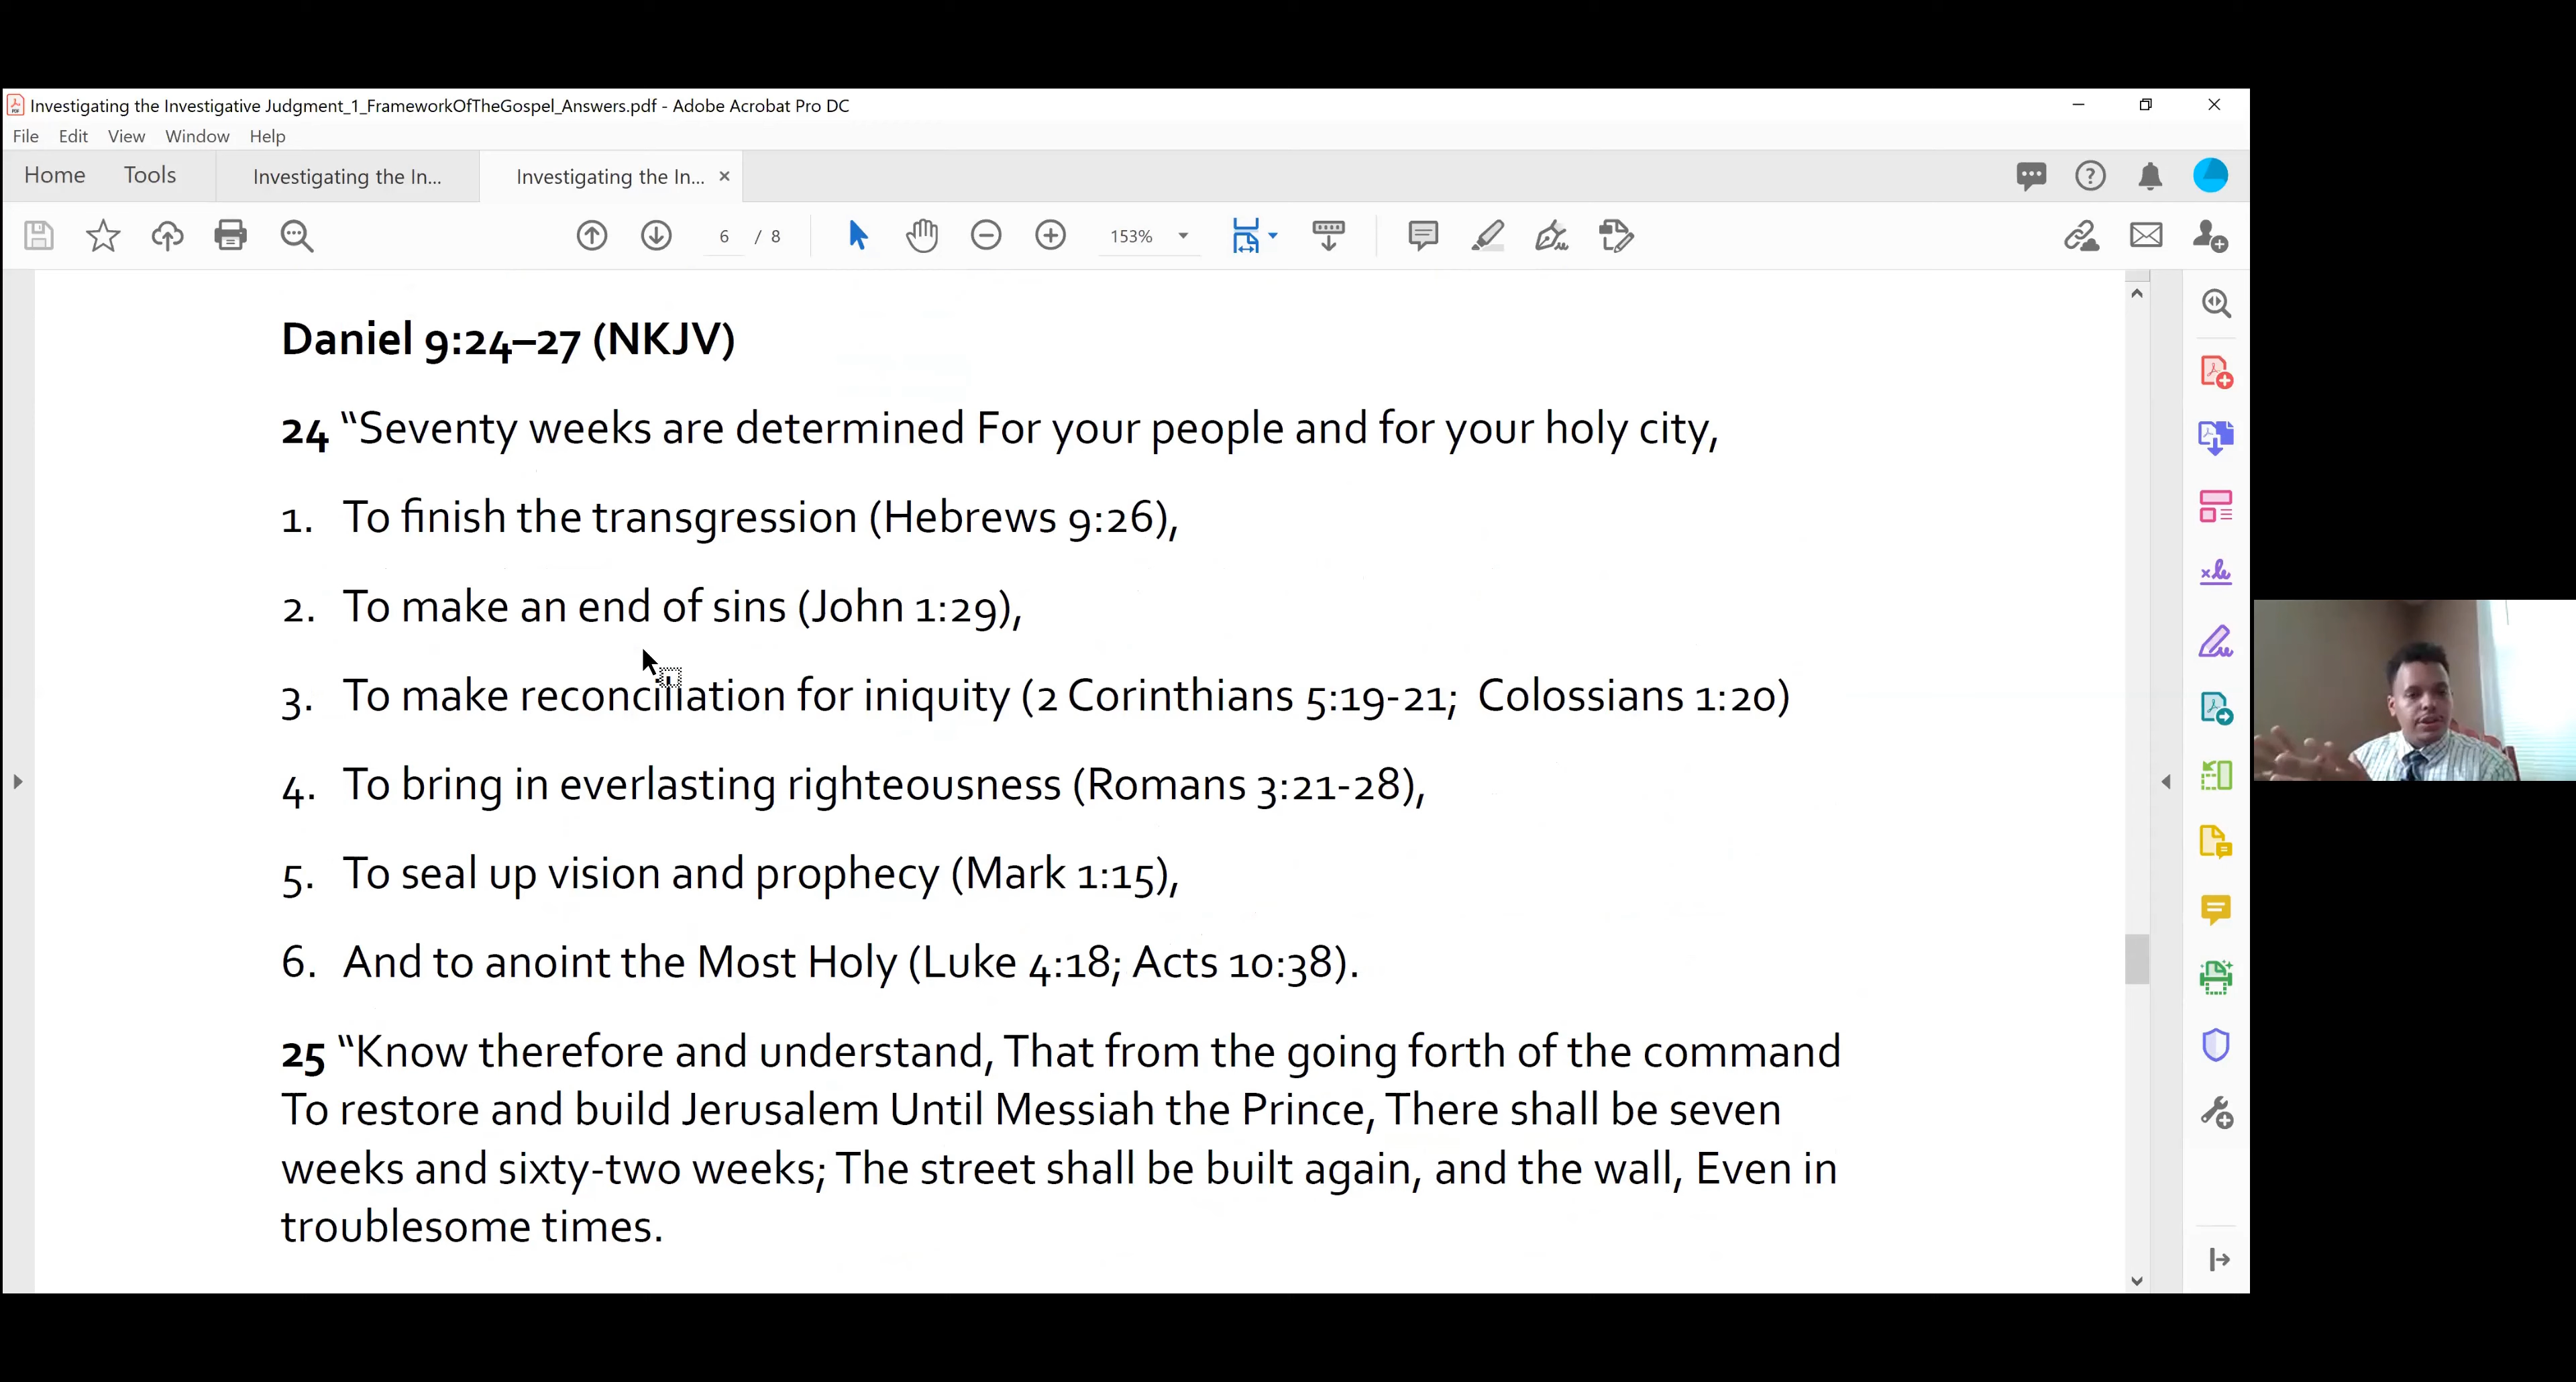 Investigating the Investigative Judgment_1_FrameworkOfTheGospel_Answers.pdf - Adobe Acrobat Pro DC
File Edit View Window Help
Home Tools Investigating the In... Investigating the In...
6 / 8 153%
Daniel 9:24–27 (NKJV)
24 “Seventy weeks are determined For your people and for your holy city,
1. To finish the transgression (Hebrews 9:26),
2. To make an end of sins (John 1:29),
3. To make reconciliation for iniquity (2 Corinthians 5:19-21; Colossians 1:20)
4. To bring in everlasting righteousness (Romans 3:21-28),
5. To seal up vision and prophecy (Mark 1:15),
6. And to anoint the Most Holy (Luke 4:18; Acts 10:38).
25 “Know therefore and understand, That from the going forth of the command
To restore and build Jerusalem Until Messiah the Prince, There shall be seven
weeks and sixty-two weeks; The street shall be built again, and the wall, Even in
troublesome times.